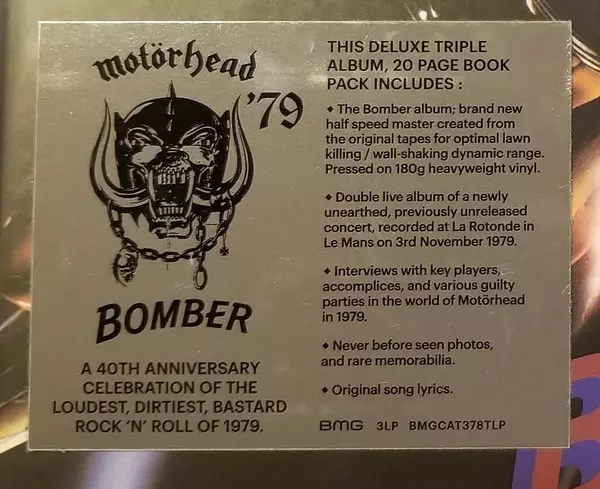 motörhead
'79
BOMBER
A 40TH ANNIVERSARY
CELEBRATION OF THE
LOUDEST, DIRTIEST, BASTARD
ROCK 'N' ROLL OF 1979.
THIS DELUXE TRIPLE
ALBUM, 20 PAGE BOOK
PACK INCLUDES :
◆ The Bomber album; brand new
half speed master created from
the original tapes for optimal lawn
killing / wall-shaking dynamic range.
Pressed on 180g heavyweight vinyl.
◆ Double live album of a newly
unearthed, previously unreleased
concert, recorded at La Rotonde in
Le Mans on 3rd November 1979.
◆ Interviews with key players,
accomplices, and various guilty
parties in the world of Motörhead
in 1979.
◆ Never before seen photos,
and rare memorabilia.
◆ Original song lyrics.
BMG 3LP BMGCAT378TLP